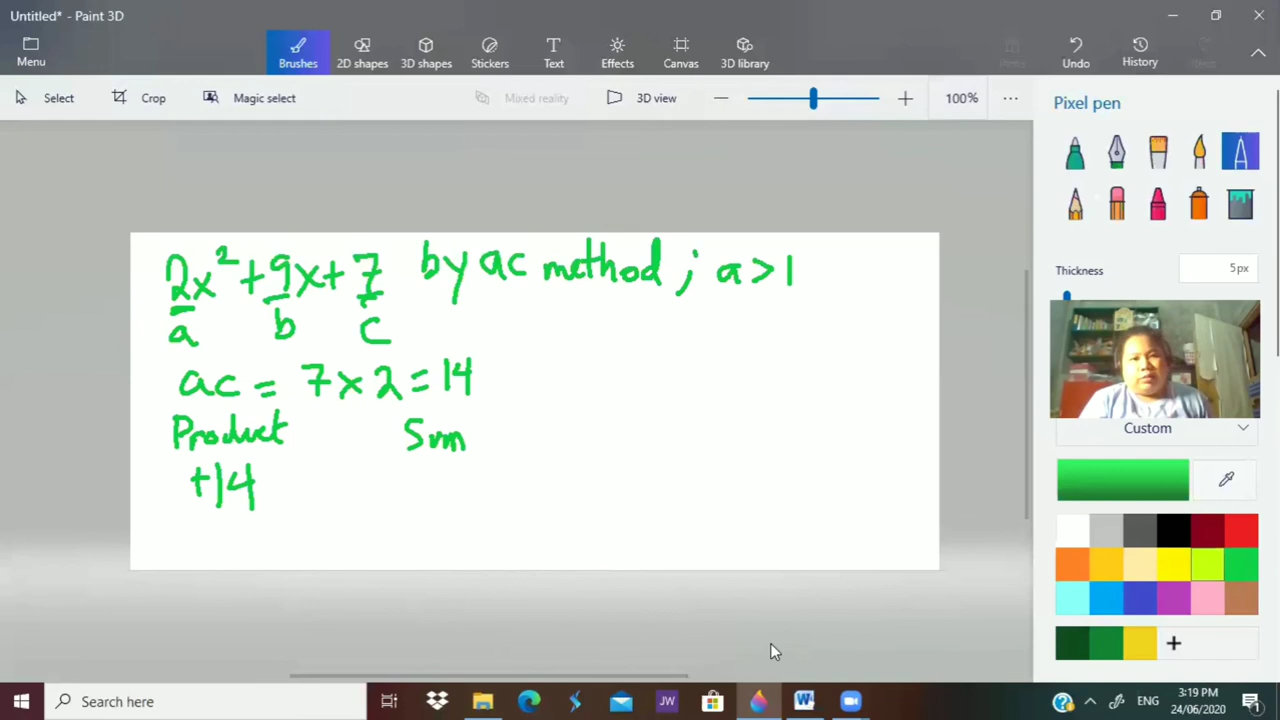 Untitled* - Paint 3D
Menu
Brushes 2D shapes 3D shapes Stickers Text Effects Canvas 3D library
Undo History
Select Crop Magic select Mixed reality 3D view 100%
Pixel pen
2x² + 9x + 7 by ac method ; a > 1
a b c
ac = 7 x 2 = 14
Product Sum
+14
Thickness 5px
Custom
Search here
JW
W
ENG
3:19 PM
24/06/2020
1